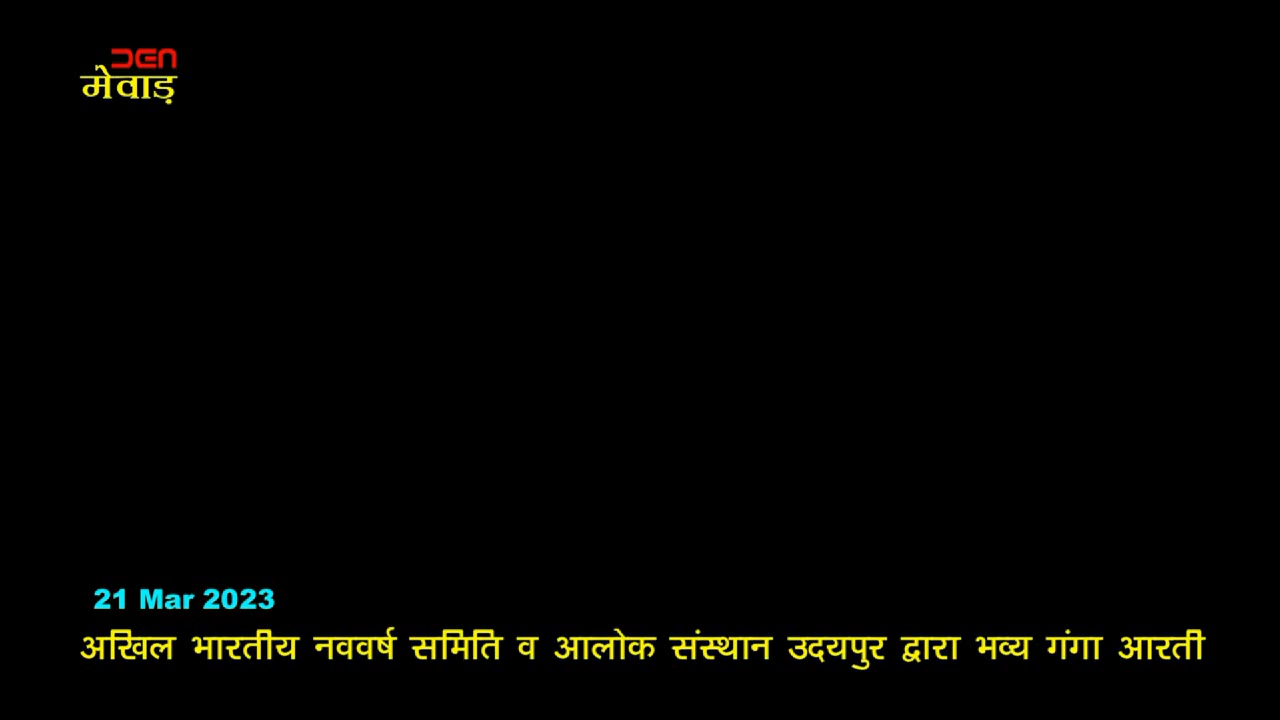 DEN
मेवाड़
21 Mar 2023
अखिल भारतीय नववर्ष समिति व आलोक संस्थान उदयपुर द्वारा भव्य गंगा आरती